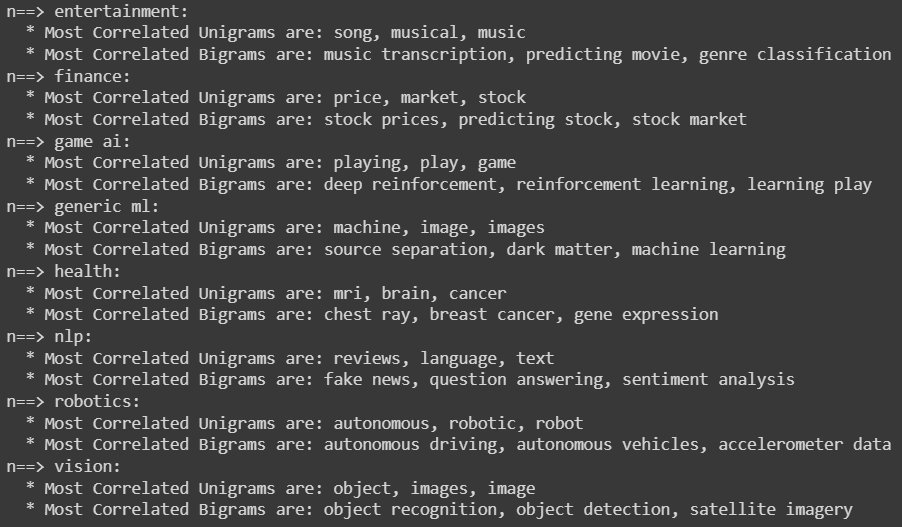 n==> entertainment:
  * Most Correlated Unigrams are: song, musical, music
  * Most Correlated Bigrams are: music transcription, predicting movie, genre classification
n==> finance:
  * Most Correlated Unigrams are: price, market, stock
  * Most Correlated Bigrams are: stock prices, predicting stock, stock market
n==> game ai:
  * Most Correlated Unigrams are: playing, play, game
  * Most Correlated Bigrams are: deep reinforcement, reinforcement learning, learning play
n==> generic ml:
  * Most Correlated Unigrams are: machine, image, images
  * Most Correlated Bigrams are: source separation, dark matter, machine learning
n==> health:
  * Most Correlated Unigrams are: mri, brain, cancer
  * Most Correlated Bigrams are: chest ray, breast cancer, gene expression
n==> nlp:
  * Most Correlated Unigrams are: reviews, language, text
  * Most Correlated Bigrams are: fake news, question answering, sentiment analysis
n==> robotics:
  * Most Correlated Unigrams are: autonomous, robotic, robot
  * Most Correlated Bigrams are: autonomous driving, autonomous vehicles, accelerometer data
n==> vision:
  * Most Correlated Unigrams are: object, images, image
  * Most Correlated Bigrams are: object recognition, object detection, satellite imagery